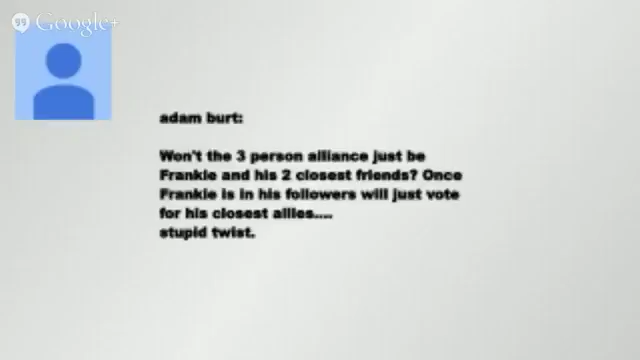 Google+
adam burt:
Won't the 3 person alliance just be
Frankie and his 2 closest friends? Once
Frankie is in his followers will just vote
for his closest allies....
stupid twist.